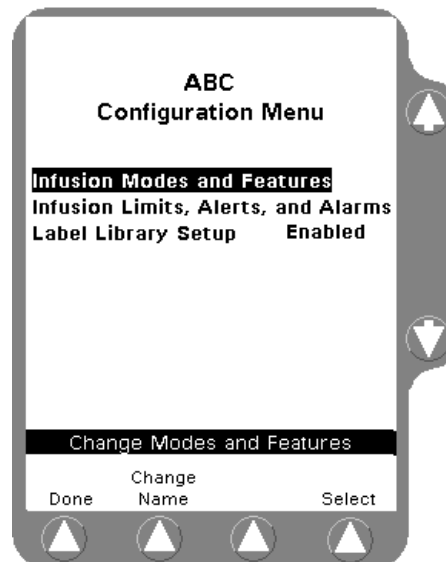 ABC
Configuration Menu
Infusion Modes and Features
Infusion Limits, Alerts, and Alarms
Label Library Setup Enabled
Change Modes and Features
Done Change Name Select